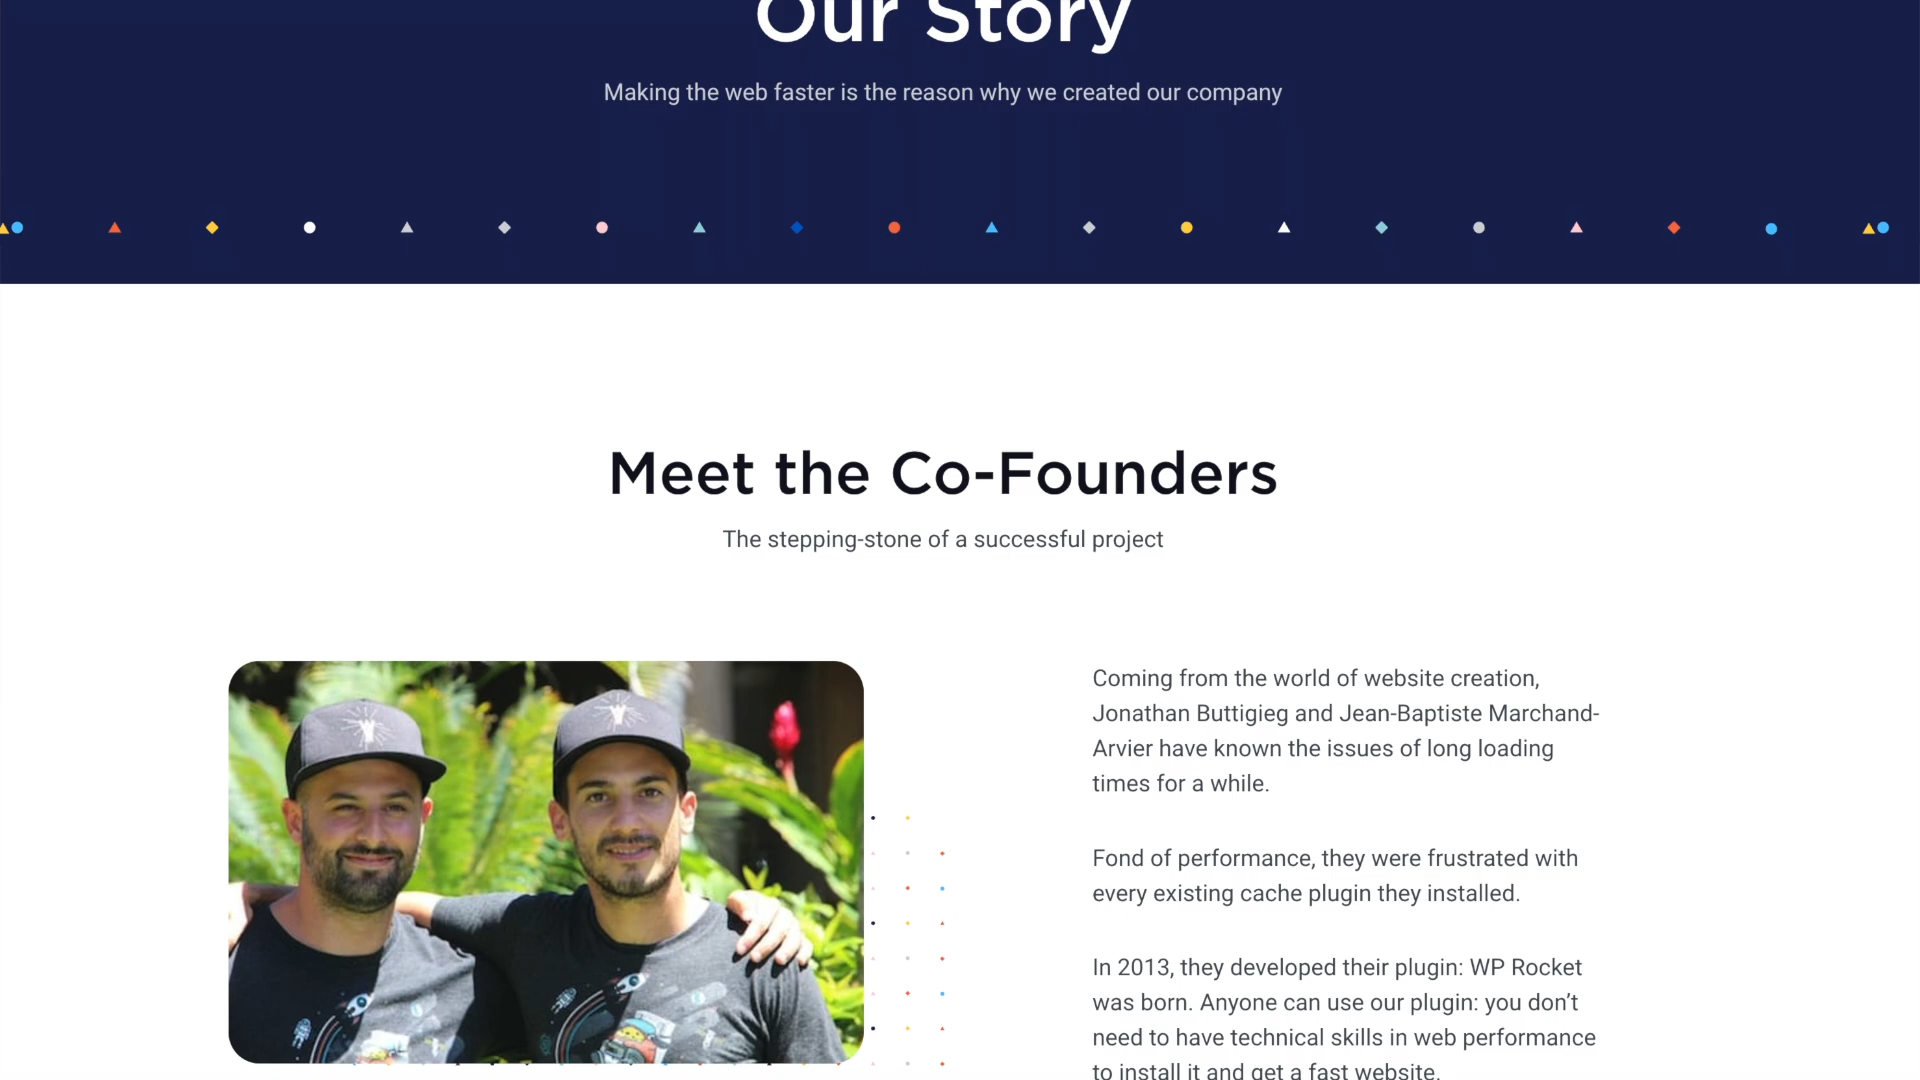 Our Story
Making the web faster is the reason why we created our company
Meet the Co-Founders
The stepping-stone of a successful project
Coming from the world of website creation,
Jonathan Buttigieg and Jean-Baptiste Marchand-
Arvier have known the issues of long loading
times for a while.
Fond of performance, they were frustrated with
every existing cache plugin they installed.
In 2013, they developed their plugin: WP Rocket
was born. Anyone can use our plugin: you don’t
need to have technical skills in web performance
to install it and get a fast website.